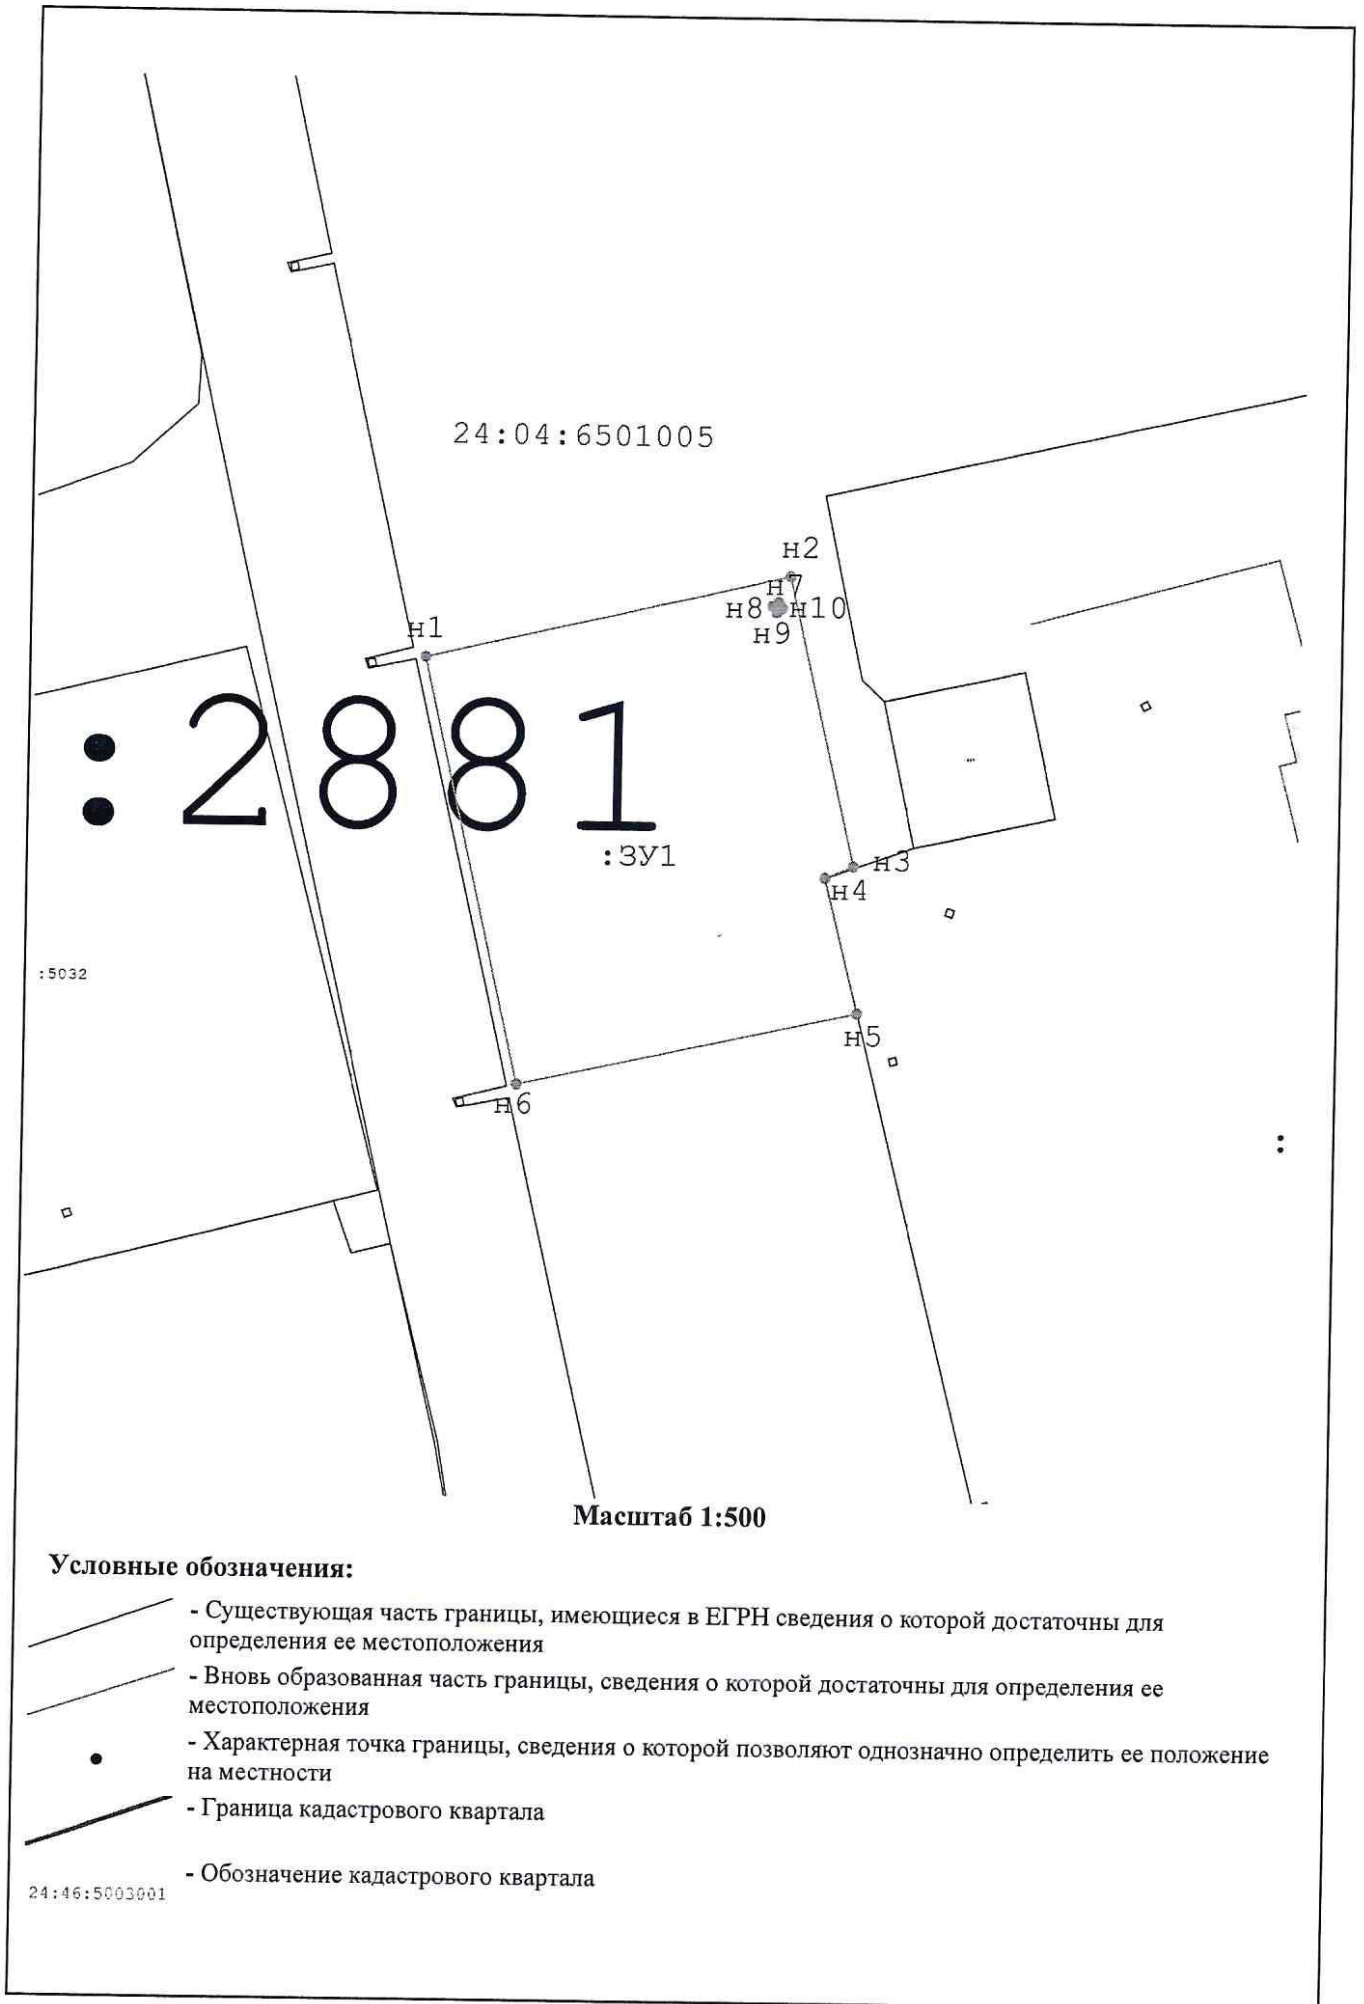 24:04:6501005
н2
н7
н8 н10
н9
н1
:2881
:ЗУ1
н3
н4
:5032
н5
н6
:
Масштаб 1:500
Условные обозначения:
- Существующая часть границы, имеющиеся в ЕГРН сведения о которой достаточны для
определения ее местоположения
- Вновь образованная часть границы, сведения о которой достаточны для определения ее
местоположения
- Характерная точка границы, сведения о которой позволяют однозначно определить ее положение
на местности
- Граница кадастрового квартала
- Обозначение кадастрового квартала
24:46:5003001